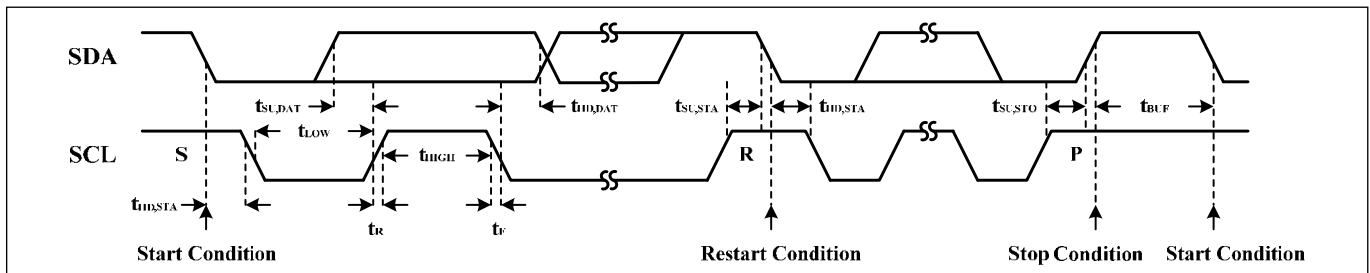 SDA
tSU,DAT
tHD,DAT
tSU,STA
tHD,STA
tSU,STO
tBUF
tLOW
SCL
S
tHIGH
R
P
tHD,STA
tR
tF
Start Condition
Restart Condition
Stop Condition
Start Condition